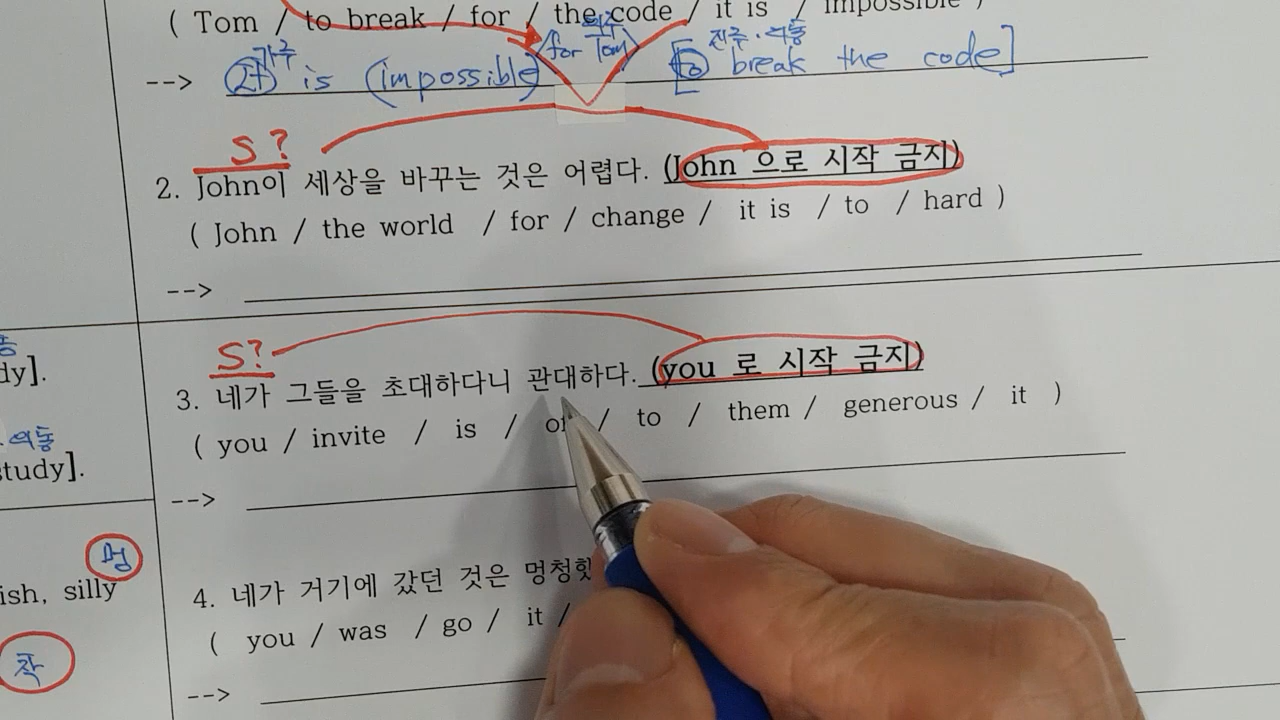 ( Tom / to break / for / the code / it is / impossible )
가주 진주·의동
--> It is (impossible) for Tom [to break the code]
S?
2. John이 세상을 바꾸는 것은 어렵다. (John 으로 시작 금지)
( John / the world / for / change / it is / to / hard )
-->
dy].
S?
3. 네가 그들을 초대하다니 관대하다. (you 로 시작 금지)
( you / invite / is / of / to / them / generous / it )
study].
-->
멍
ish, silly
4. 네가 거기에 갔던 것은 멍청했
( you / was / go / it /
착
-->